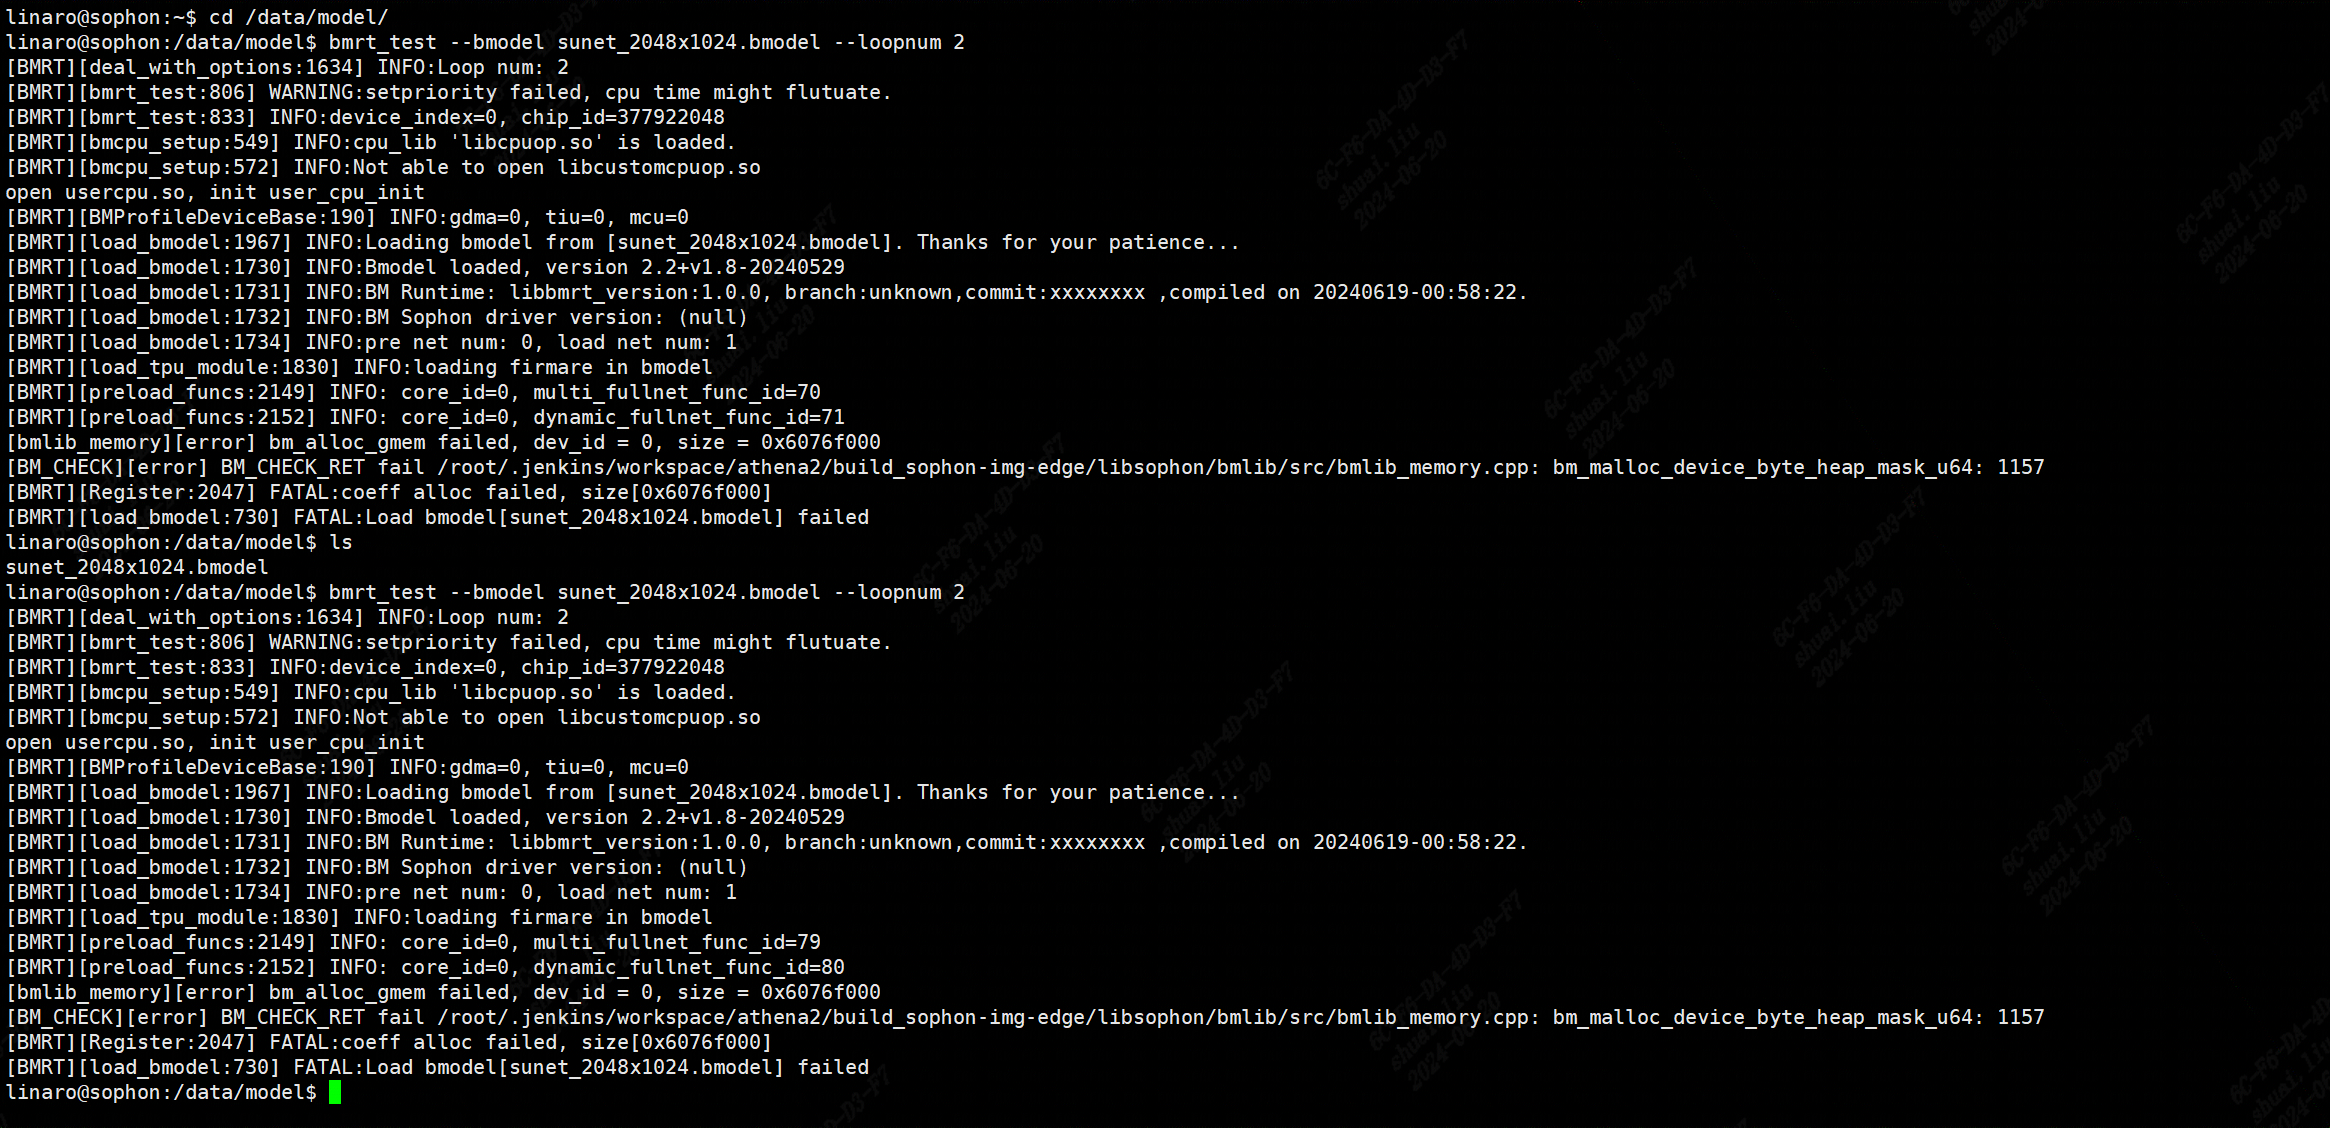 linaro@sophon:~$ cd /data/model/
linaro@sophon:/data/model$ bmrt_test --bmodel sunet_2048x1024.bmodel --loopnum 2
[BMRT][deal_with_options:1634] INFO:Loop num: 2
[BMRT][bmrt_test:806] WARNING:setpriority failed, cpu time might flutuate.
[BMRT][bmrt_test:833] INFO:device_index=0, chip_id=377922048
[BMRT][bmcpu_setup:549] INFO:cpu_lib 'libcpuop.so' is loaded.
[BMRT][bmcpu_setup:572] INFO:Not able to open libcustomcpuop.so
open usercpu.so, init user_cpu_init
[BMRT][BMProfileDeviceBase:190] INFO:gdma=0, tiu=0, mcu=0
[BMRT][load_bmodel:1967] INFO:Loading bmodel from [sunet_2048x1024.bmodel]. Thanks for your patience...
[BMRT][load_bmodel:1730] INFO:Bmodel loaded, version 2.2+v1.8-20240529
[BMRT][load_bmodel:1731] INFO:BM Runtime: libbmrt_version:1.0.0, branch:unknown,commit:xxxxxxxx ,compiled on 20240619-00:58:22.
[BMRT][load_bmodel:1732] INFO:BM Sophon driver version: (null)
[BMRT][load_bmodel:1734] INFO:pre net num: 0, load net num: 1
[BMRT][load_tpu_module:1830] INFO:loading firmare in bmodel
[BMRT][preload_funcs:2149] INFO: core_id=0, multi_fullnet_func_id=70
[BMRT][preload_funcs:2152] INFO: core_id=0, dynamic_fullnet_func_id=71
[bmlib_memory][error] bm_alloc_gmem failed, dev_id = 0, size = 0x6076f000
[BM_CHECK][error] BM_CHECK_RET fail /root/.jenkins/workspace/athena2/build_sophon-img-edge/libsophon/bmlib/src/bmlib_memory.cpp: bm_malloc_device_byte_heap_mask_u64: 1157
[BMRT][Register:2047] FATAL:coeff alloc failed, size[0x6076f000]
[BMRT][load_bmodel:730] FATAL:Load bmodel[sunet_2048x1024.bmodel] failed
linaro@sophon:/data/model$ ls
sunet_2048x1024.bmodel
linaro@sophon:/data/model$ bmrt_test --bmodel sunet_2048x1024.bmodel --loopnum 2
[BMRT][deal_with_options:1634] INFO:Loop num: 2
[BMRT][bmrt_test:806] WARNING:setpriority failed, cpu time might flutuate.
[BMRT][bmrt_test:833] INFO:device_index=0, chip_id=377922048
[BMRT][bmcpu_setup:549] INFO:cpu_lib 'libcpuop.so' is loaded.
[BMRT][bmcpu_setup:572] INFO:Not able to open libcustomcpuop.so
open usercpu.so, init user_cpu_init
[BMRT][BMProfileDeviceBase:190] INFO:gdma=0, tiu=0, mcu=0
[BMRT][load_bmodel:1967] INFO:Loading bmodel from [sunet_2048x1024.bmodel]. Thanks for your patience...
[BMRT][load_bmodel:1730] INFO:Bmodel loaded, version 2.2+v1.8-20240529
[BMRT][load_bmodel:1731] INFO:BM Runtime: libbmrt_version:1.0.0, branch:unknown,commit:xxxxxxxx ,compiled on 20240619-00:58:22.
[BMRT][load_bmodel:1732] INFO:BM Sophon driver version: (null)
[BMRT][load_bmodel:1734] INFO:pre net num: 0, load net num: 1
[BMRT][load_tpu_module:1830] INFO:loading firmare in bmodel
[BMRT][preload_funcs:2149] INFO: core_id=0, multi_fullnet_func_id=79
[BMRT][preload_funcs:2152] INFO: core_id=0, dynamic_fullnet_func_id=80
[bmlib_memory][error] bm_alloc_gmem failed, dev_id = 0, size = 0x6076f000
[BM_CHECK][error] BM_CHECK_RET fail /root/.jenkins/workspace/athena2/build_sophon-img-edge/libsophon/bmlib/src/bmlib_memory.cpp: bm_malloc_device_byte_heap_mask_u64: 1157
[BMRT][Register:2047] FATAL:coeff alloc failed, size[0x6076f000]
[BMRT][load_bmodel:730] FATAL:Load bmodel[sunet_2048x1024.bmodel] failed
linaro@sophon:/data/model$
6C-F6-DA-4D-D3-F7
shuai.liu
2024-06-20